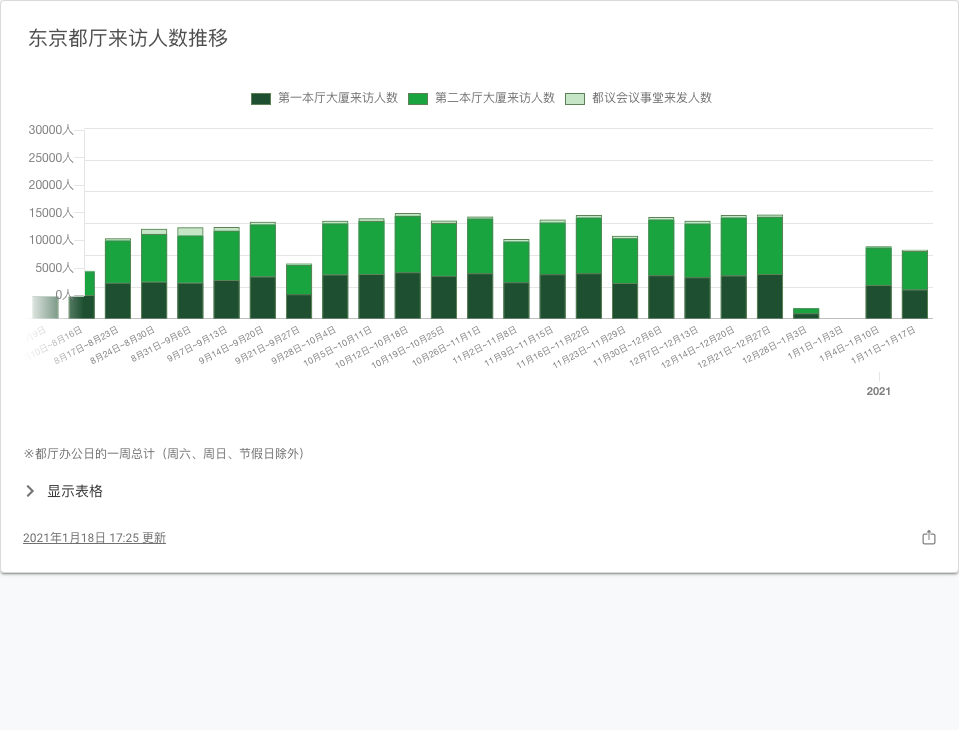 东京都厅来访人数推移
第一本厅大厦来访人数 第二本厅大厦来访人数 都议会议事堂来发人数
30000人
25000人
20000人
15000人
10000人
5000人
0人
8月17日~8月23日
8月24日~8月30日
8月31日~9月6日
9月7日~9月13日
9月14日~9月20日
9月21日~9月27日
9月28日~10月4日
10月5日~10月11日
10月12日~10月18日
10月19日~10月25日
10月26日~11月1日
11月2日~11月8日
11月9日~11月15日
11月16日~11月22日
11月23日~11月29日
11月30日~12月6日
12月7日~12月13日
12月14日~12月20日
12月21日~12月27日
12月28日~1月3日
1月1日~1月3日
1月4日~1月10日
1月11日~1月17日
2021
※都厅办公日的一周总计（周六、周日、节假日除外）
显示表格
2021年1月18日 17:25 更新